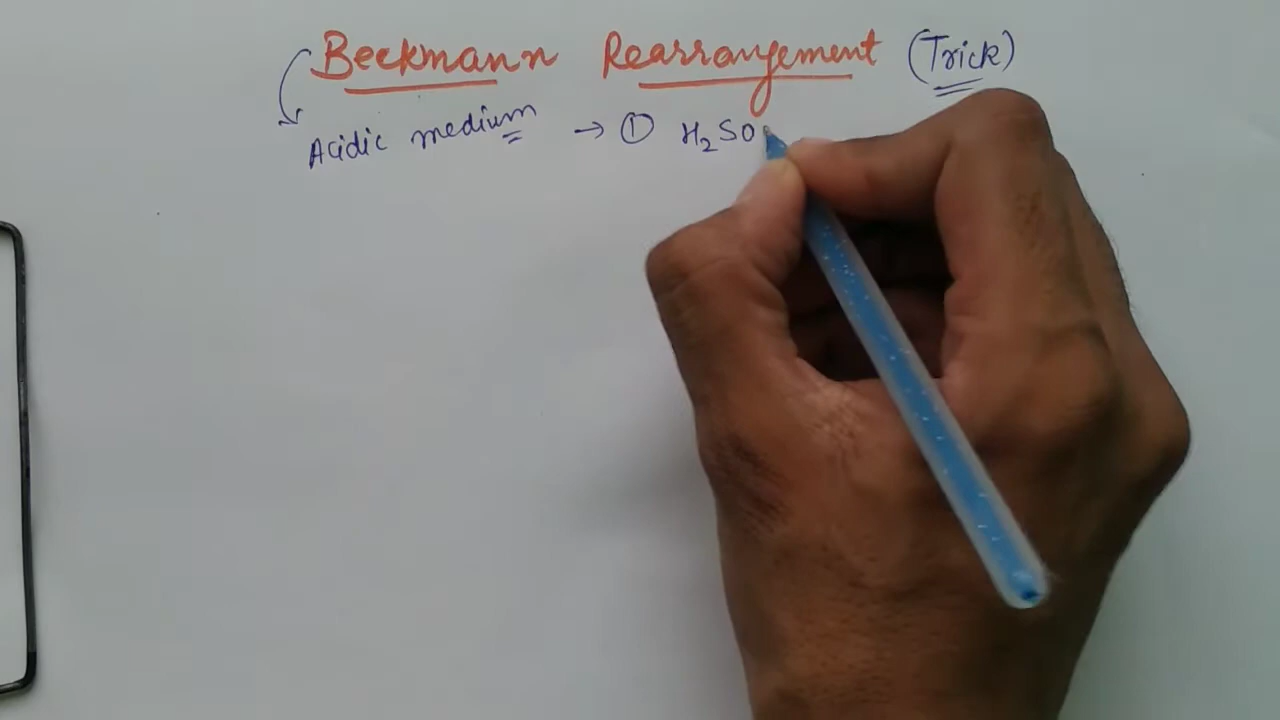 Beckmann Rearrangement (Trick)
Acidic medium → ① H₂SO